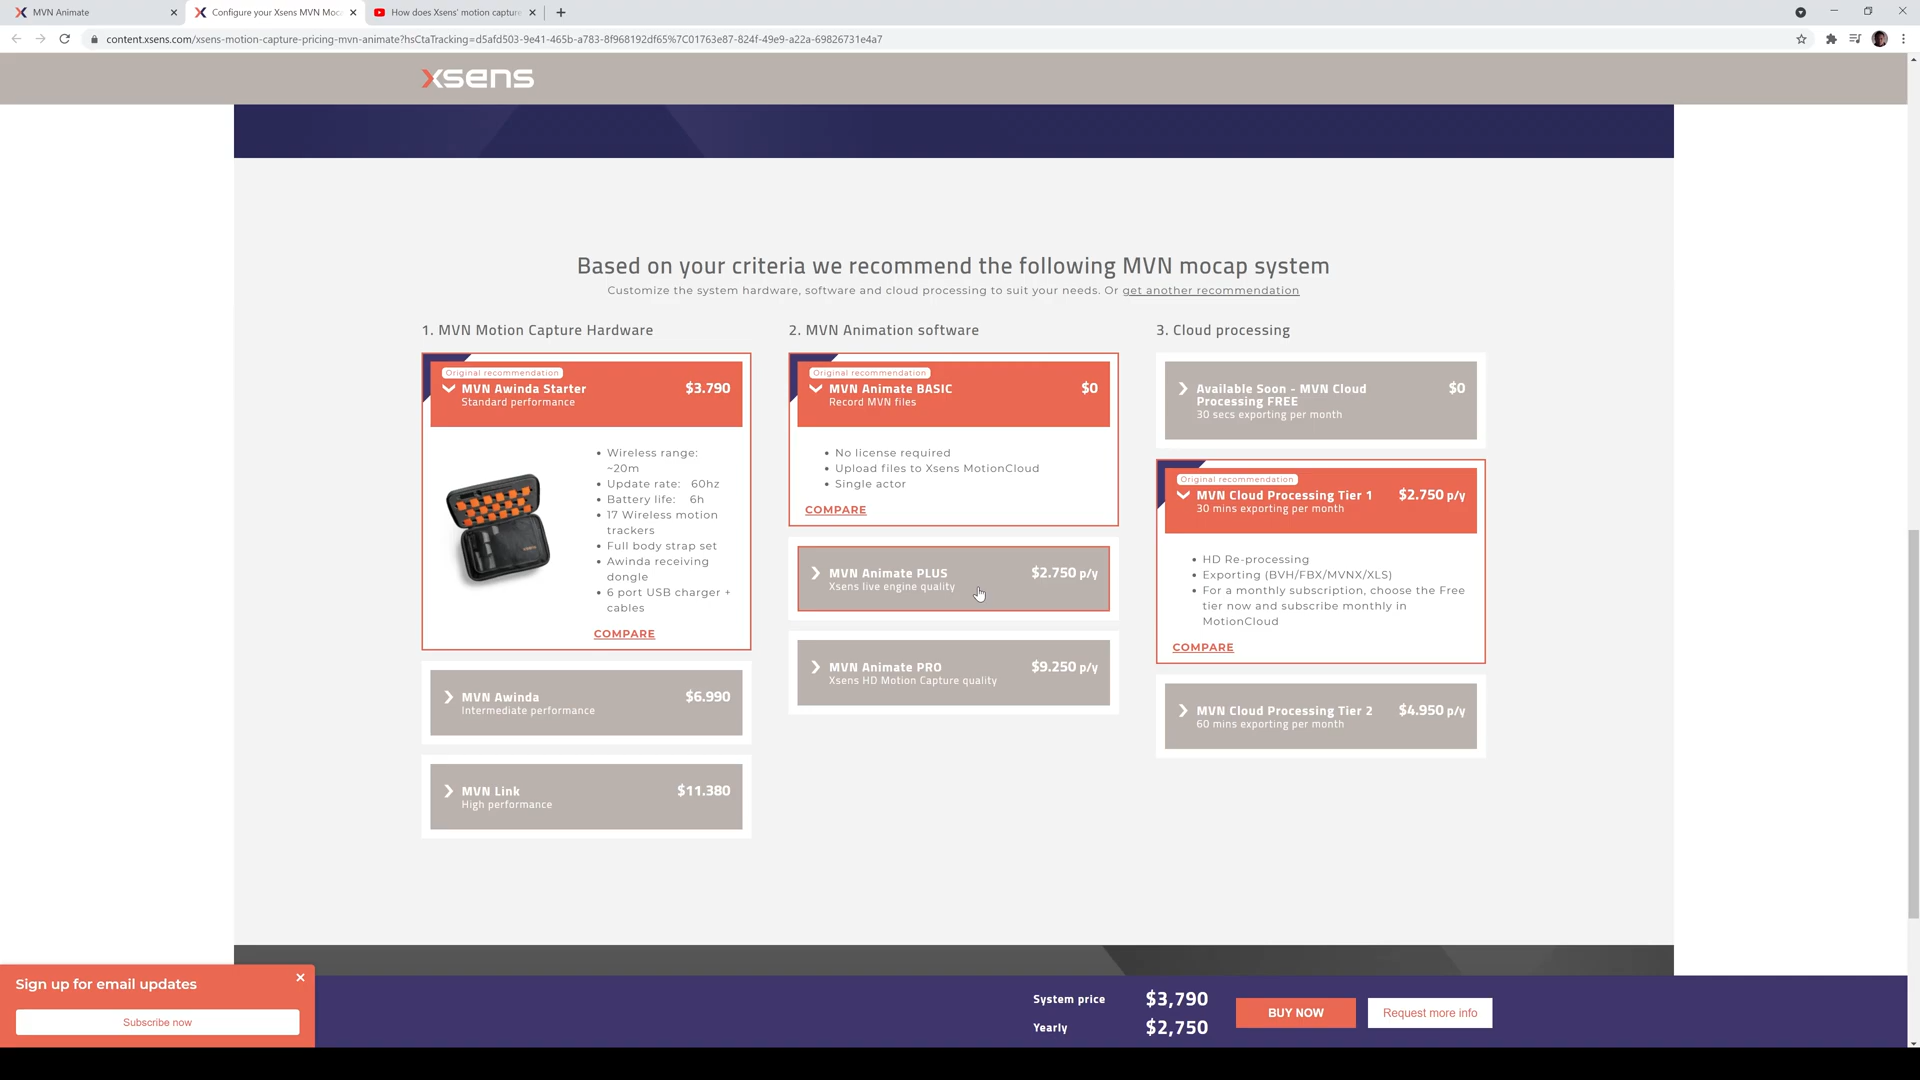 MVN Animate
Configure your Xsens MVN Moc
How does Xsens' motion capture
content.xsens.com/xsens-motion-capture-pricing-mvn-animate?hsCtaTracking=d5afd503-9e41-465b-a783-8f968192df65%7C01763e87-824f-49e9-a22a-69826731e4a7
xsens
Based on your criteria we recommend the following MVN mocap system
Customize the system hardware, software and cloud processing to suit your needs. Or get another recommendation
1. MVN Motion Capture Hardware
Original recommendation
MVN Awinda Starter $3.790
Standard performance
• Wireless range:
~20m
• Update rate: 60hz
• Battery life: 6h
• 17 Wireless motion
trackers
• Full body strap set
• Awinda receiving
dongle
• 6 port USB charger +
cables
COMPARE
MVN Awinda $6.990
Intermediate performance
MVN Link $11.380
High performance
2. MVN Animation software
Original recommendation
MVN Animate BASIC $0
Record MVN files
• No license required
• Upload files to Xsens MotionCloud
• Single actor
COMPARE
MVN Animate PLUS $2.750 p/y
Xsens live engine quality
MVN Animate PRO $9.250 p/y
Xsens HD Motion Capture quality
3. Cloud processing
Available Soon - MVN Cloud $0
Processing FREE
30 secs exporting per month
Original recommendation
MVN Cloud Processing Tier 1 $2.750 p/y
30 mins exporting per month
• HD Re-processing
• Exporting (BVH/FBX/MVNX/XLS)
• For a monthly subscription, choose the Free
tier now and subscribe monthly in
MotionCloud
COMPARE
MVN Cloud Processing Tier 2 $4.950 p/y
60 mins exporting per month
Sign up for email updates
Subscribe now
System price $3,790
Yearly $2,750
BUY NOW
Request more info